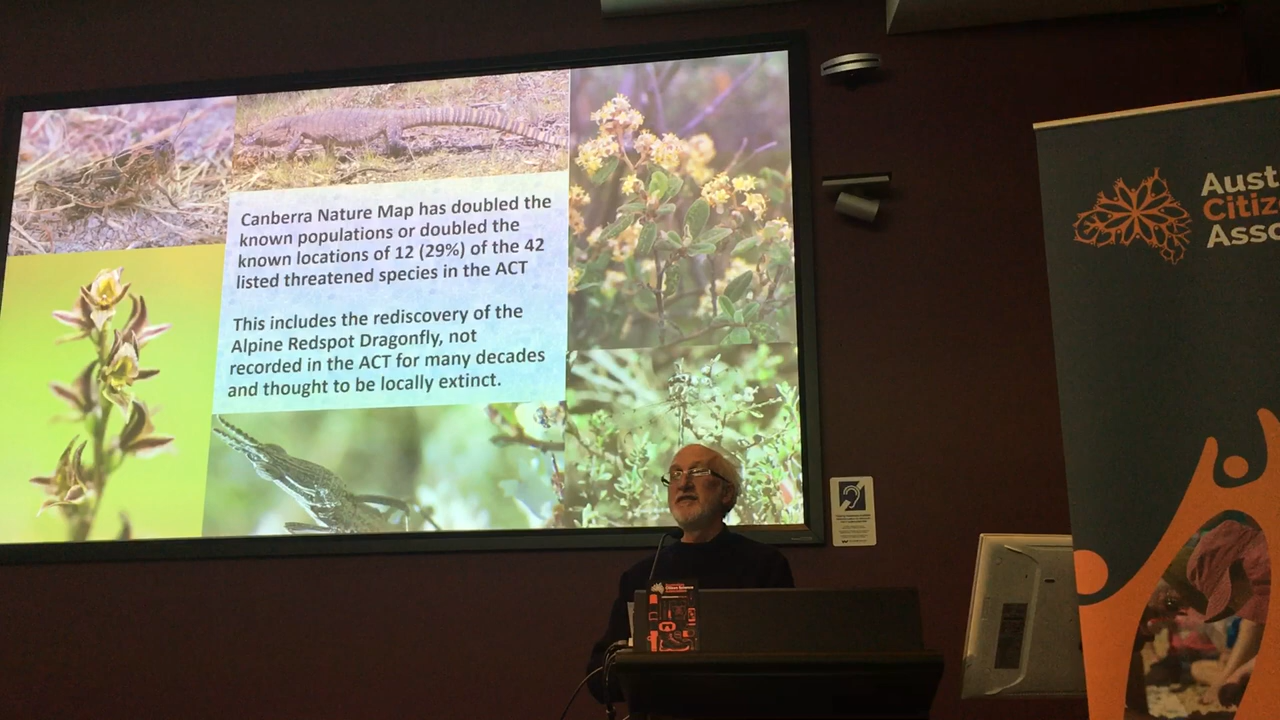 Canberra Nature Map has doubled the
known populations or doubled the
known locations of 12 (29%) of the 42
listed threatened species in the ACT
This includes the rediscovery of the
Alpine Redspot Dragonfly, not
recorded in the ACT for many decades
and thought to be locally extinct.
Aust
Citiz
Asso
Citizen Science